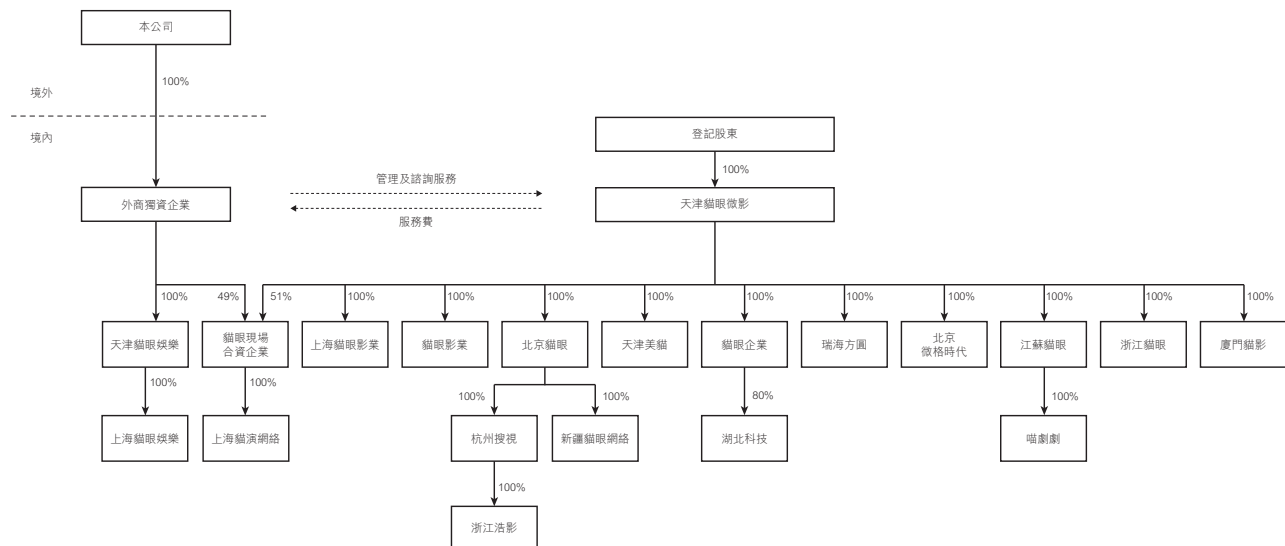 本公司
100%
境外
境內
登記股東
100%
管理及諮詢服務
外商獨資企業
天津貓眼微影
服務費
100%
49%
51%
100%
100%
100%
100%
100%
100%
100%
100%
100%
100%
天津貓眼娛樂
貓眼現場
合資企業
上海貓眼影業
貓眼影業
北京貓眼
天津美貓
貓眼企業
瑞海方圓
北京
微格時代
江蘇貓眼
浙江貓眼
廈門貓影
100%
100%
100%
100%
80%
100%
上海貓眼娛樂
上海貓演網絡
杭州搜視
新疆貓眼網絡
湖北科技
喵劇劇
100%
浙江浩影